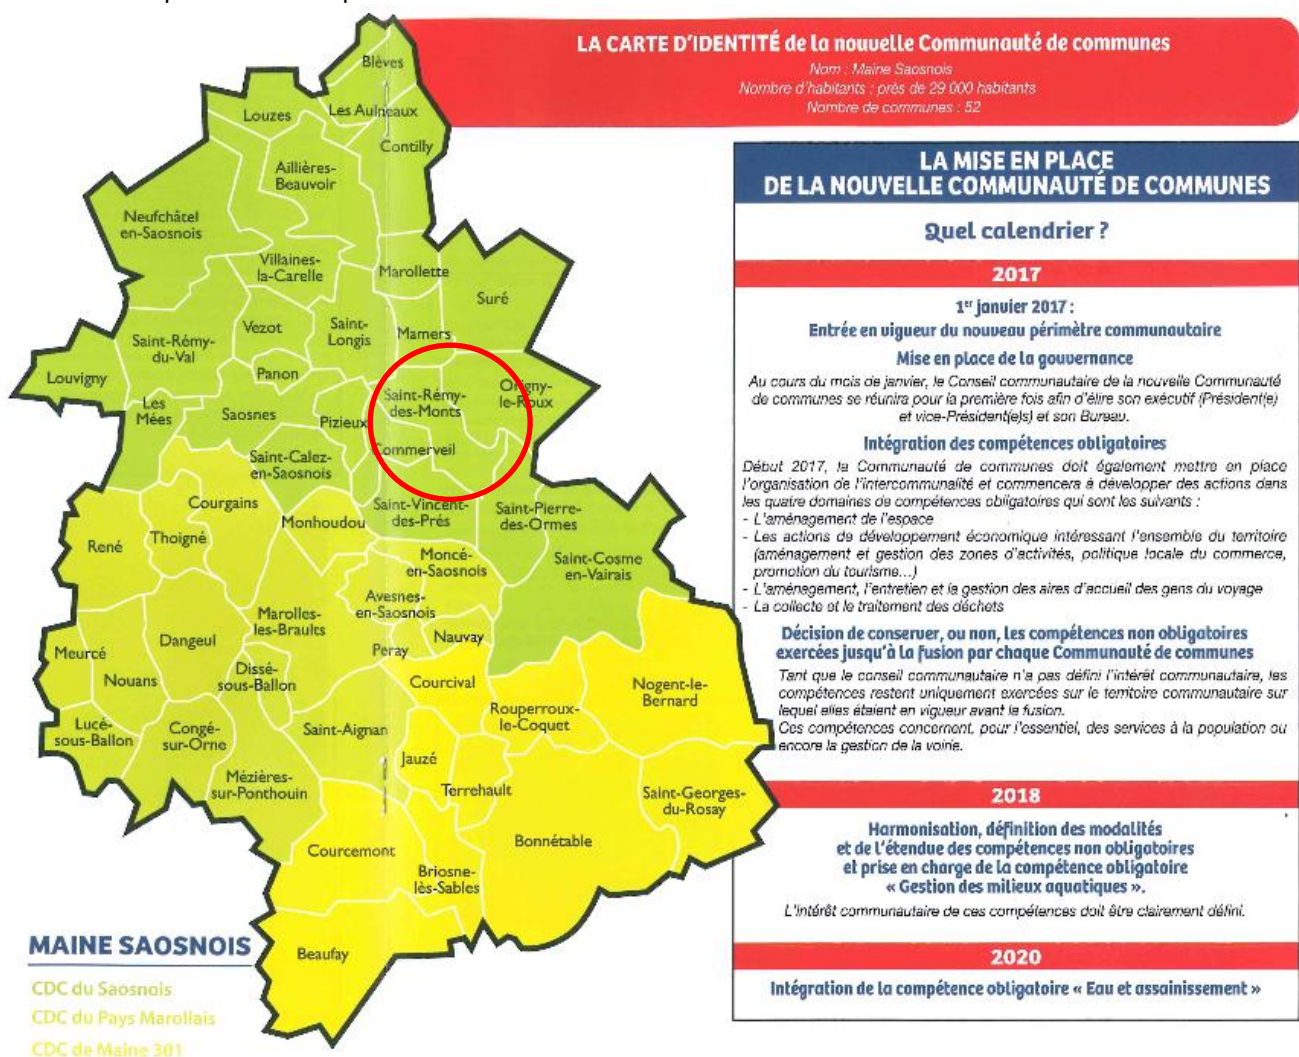 LA CARTE D'IDENTITÉ de la nouvelle Communauté de communes
Nom : Maine Saosnois
Nombre d'habitants : près de 29 000 habitants
Nombre de communes : 52
Blèves
Louzes
Les Aulneaux
Contilly
Aillières-
Beauvoir
Neufchâtel
en-Saosnois
Villaines-
la-Carelle
Marollette
Suré
Saint-Rémy-
du-Val
Vezot
Saint-
Longis
Mamers
Louvigny
Panon
Les
Mées
Saosnes
Pizieux
Saint-Rémy-
des-Monts
Origny-
le-Roux
Commerveil
Saint-Calez-
en-Saosnois
Courgains
Monhoudou
Saint-Vincent-
des-Prés
Saint-Pierre-
des-Ormes
René
Thoigné
Moncé-
en-Saosnois
Saint-Cosme
en-Vairais
Avesnes-
en-Saosnois
Marolles-
les-Braults
Dangeul
Nauvay
Peray
Meurcé
Nouans
Dissé-
sous-Ballon
Courcival
Nogent-le-
Bernard
Rouperroux-
le-Coquet
Lucé-
sous-Ballon
Congé-
sur-Orne
Saint-Aignan
Jauzé
Terrehault
Mézières-
sur-Ponthouin
Saint-Georges-
du-Rosay
Courcemont
Bonnétable
Briosne-
lès-Sables
Beaufay
MAINE SAOSNOIS
CDC du Saosnois
CDC du Pays Marollais
CDC de Maine 301
LA MISE EN PLACE
DE LA NOUVELLE COMMUNAUTÉ DE COMMUNES
Quel calendrier ?
2017
1er janvier 2017 :
Entrée en vigueur du nouveau périmètre communautaire
Mise en place de la gouvernance
Au cours du mois de janvier, le Conseil communautaire de la nouvelle Communauté
de communes se réunira pour la première fois afin d'élire son exécutif (Président(e)
et vice-Président(e)s) et son Bureau.
Intégration des compétences obligatoires
Début 2017, la Communauté de communes doit également mettre en place
l'organisation de l'intercommunalité et commencera à développer des actions dans
les quatre domaines de compétences obligatoires qui sont les suivants :
- L'aménagement de l'espace
- Les actions de développement économique intéressant l'ensemble du territoire
(aménagement et gestion des zones d'activités, politique locale du commerce,
promotion du tourisme...)
- L'aménagement, l'entretien et la gestion des aires d'accueil des gens du voyage
- La collecte et le traitement des déchets
Décision de conserver, ou non, les compétences non obligatoires
exercées jusqu'à la fusion par chaque Communauté de communes
Tant que le conseil communautaire n'a pas défini l'intérêt communautaire, les
compétences restent uniquement exercées sur le territoire communautaire sur
lequel elles étaient en vigueur avant la fusion.
Ces compétences concernent, pour l'essentiel, des services à la population ou
encore la gestion de la voirie.
2018
Harmonisation, définition des modalités
et de l'étendue des compétences non obligatoires
et prise en charge de la compétence obligatoire
« Gestion des milieux aquatiques ».
L'intérêt communautaire de ces compétences doit être clairement défini.
2020
Intégration de la compétence obligatoire « Eau et assainissement »